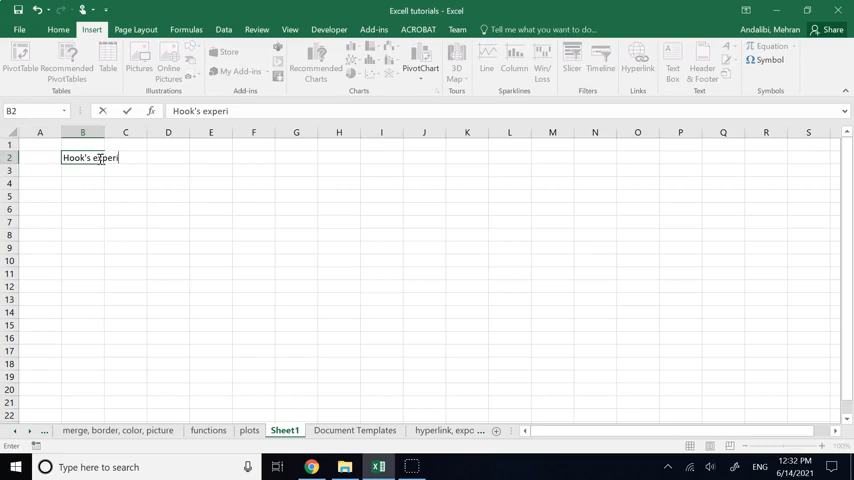 Excell tutorials - Excel
File Home Insert Page Layout Formulas Data Review View Developer Add-ins ACROBAT Team Tell me what you want to do... Andalibi, Mehran Share
PivotTable Recommended PivotTables Table Pictures Online Pictures Store My Add-ins Recommended Charts PivotChart 3D Map Line Column Win/Loss Slicer Timeline Hyperlink Text Box Header & Footer Equation Symbol
Tables Illustrations Add-ins Charts Tours Sparklines Filters Links Text Symbols
B2 fx Hook's experi
A B C D E F G H I J K L M N O P Q R S
1
2 Hook's experi
3
4
5
6
7
8
9
10
11
12
13
14
15
16
17
18
19
20
21
22
... merge, border, color, picture functions plots Sheet1 Document Templates hyperlink, expo ...
Enter 100%
Type here to search ENG 12:32 PM
6/14/2021